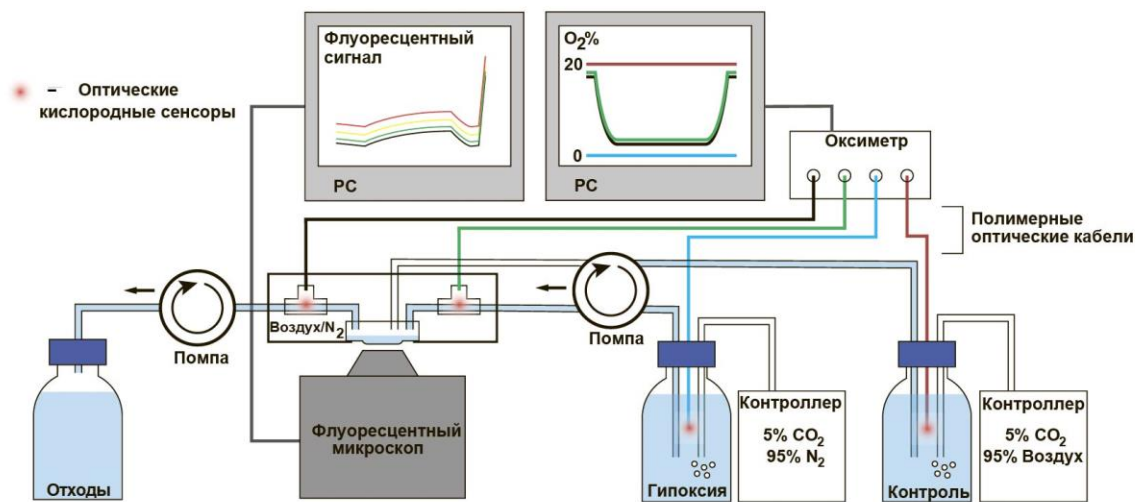 Флуоресцентный
сигнал
PC
O2%
20
0
PC
– Оптические
кислородные сенсоры
Оксиметр
Полимерные
оптические кабели
Помпа
Воздух/N2
Помпа
Флуоресцентный
микроскоп
Контроллер
5% CO2
95% N2
Контроллер
5% CO2
95% Воздух
Отходы
Гипоксия
Контроль